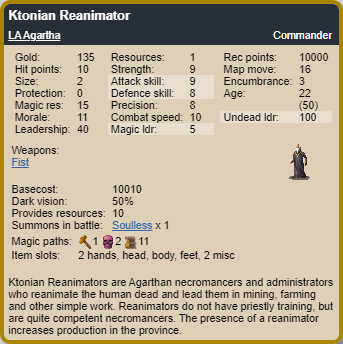 Ktonian Reanimator
LA Agartha Commander
Gold: 135 Resources: 1 Rec points: 10000
Hit points: 10 Strength: 9 Map move: 16
Size: 2 Attack skill: 9 Encumbrance: 3
Protection: 0 Defence skill: 8 Age: 22
Magic res: 15 Precision: 8 (50)
Morale: 11 Combat speed: 10 Undead ldr: 100
Leadership: 40 Magic ldr: 5
Weapons:
Fist
Basecost: 10010
Dark vision: 50%
Provides resources: 10
Summons in battle: Soulless x 1
Magic paths: 1 2 11
Item slots: 2 hands, head, body, feet, 2 misc
Ktonian Reanimators are Agarthan necromancers and administrators
who reanimate the human dead and lead them in mining, farming
and other simple work. Reanimators do not have priestly training, but
are quite competent necromancers. The presence of a reanimator
increases production in the province.